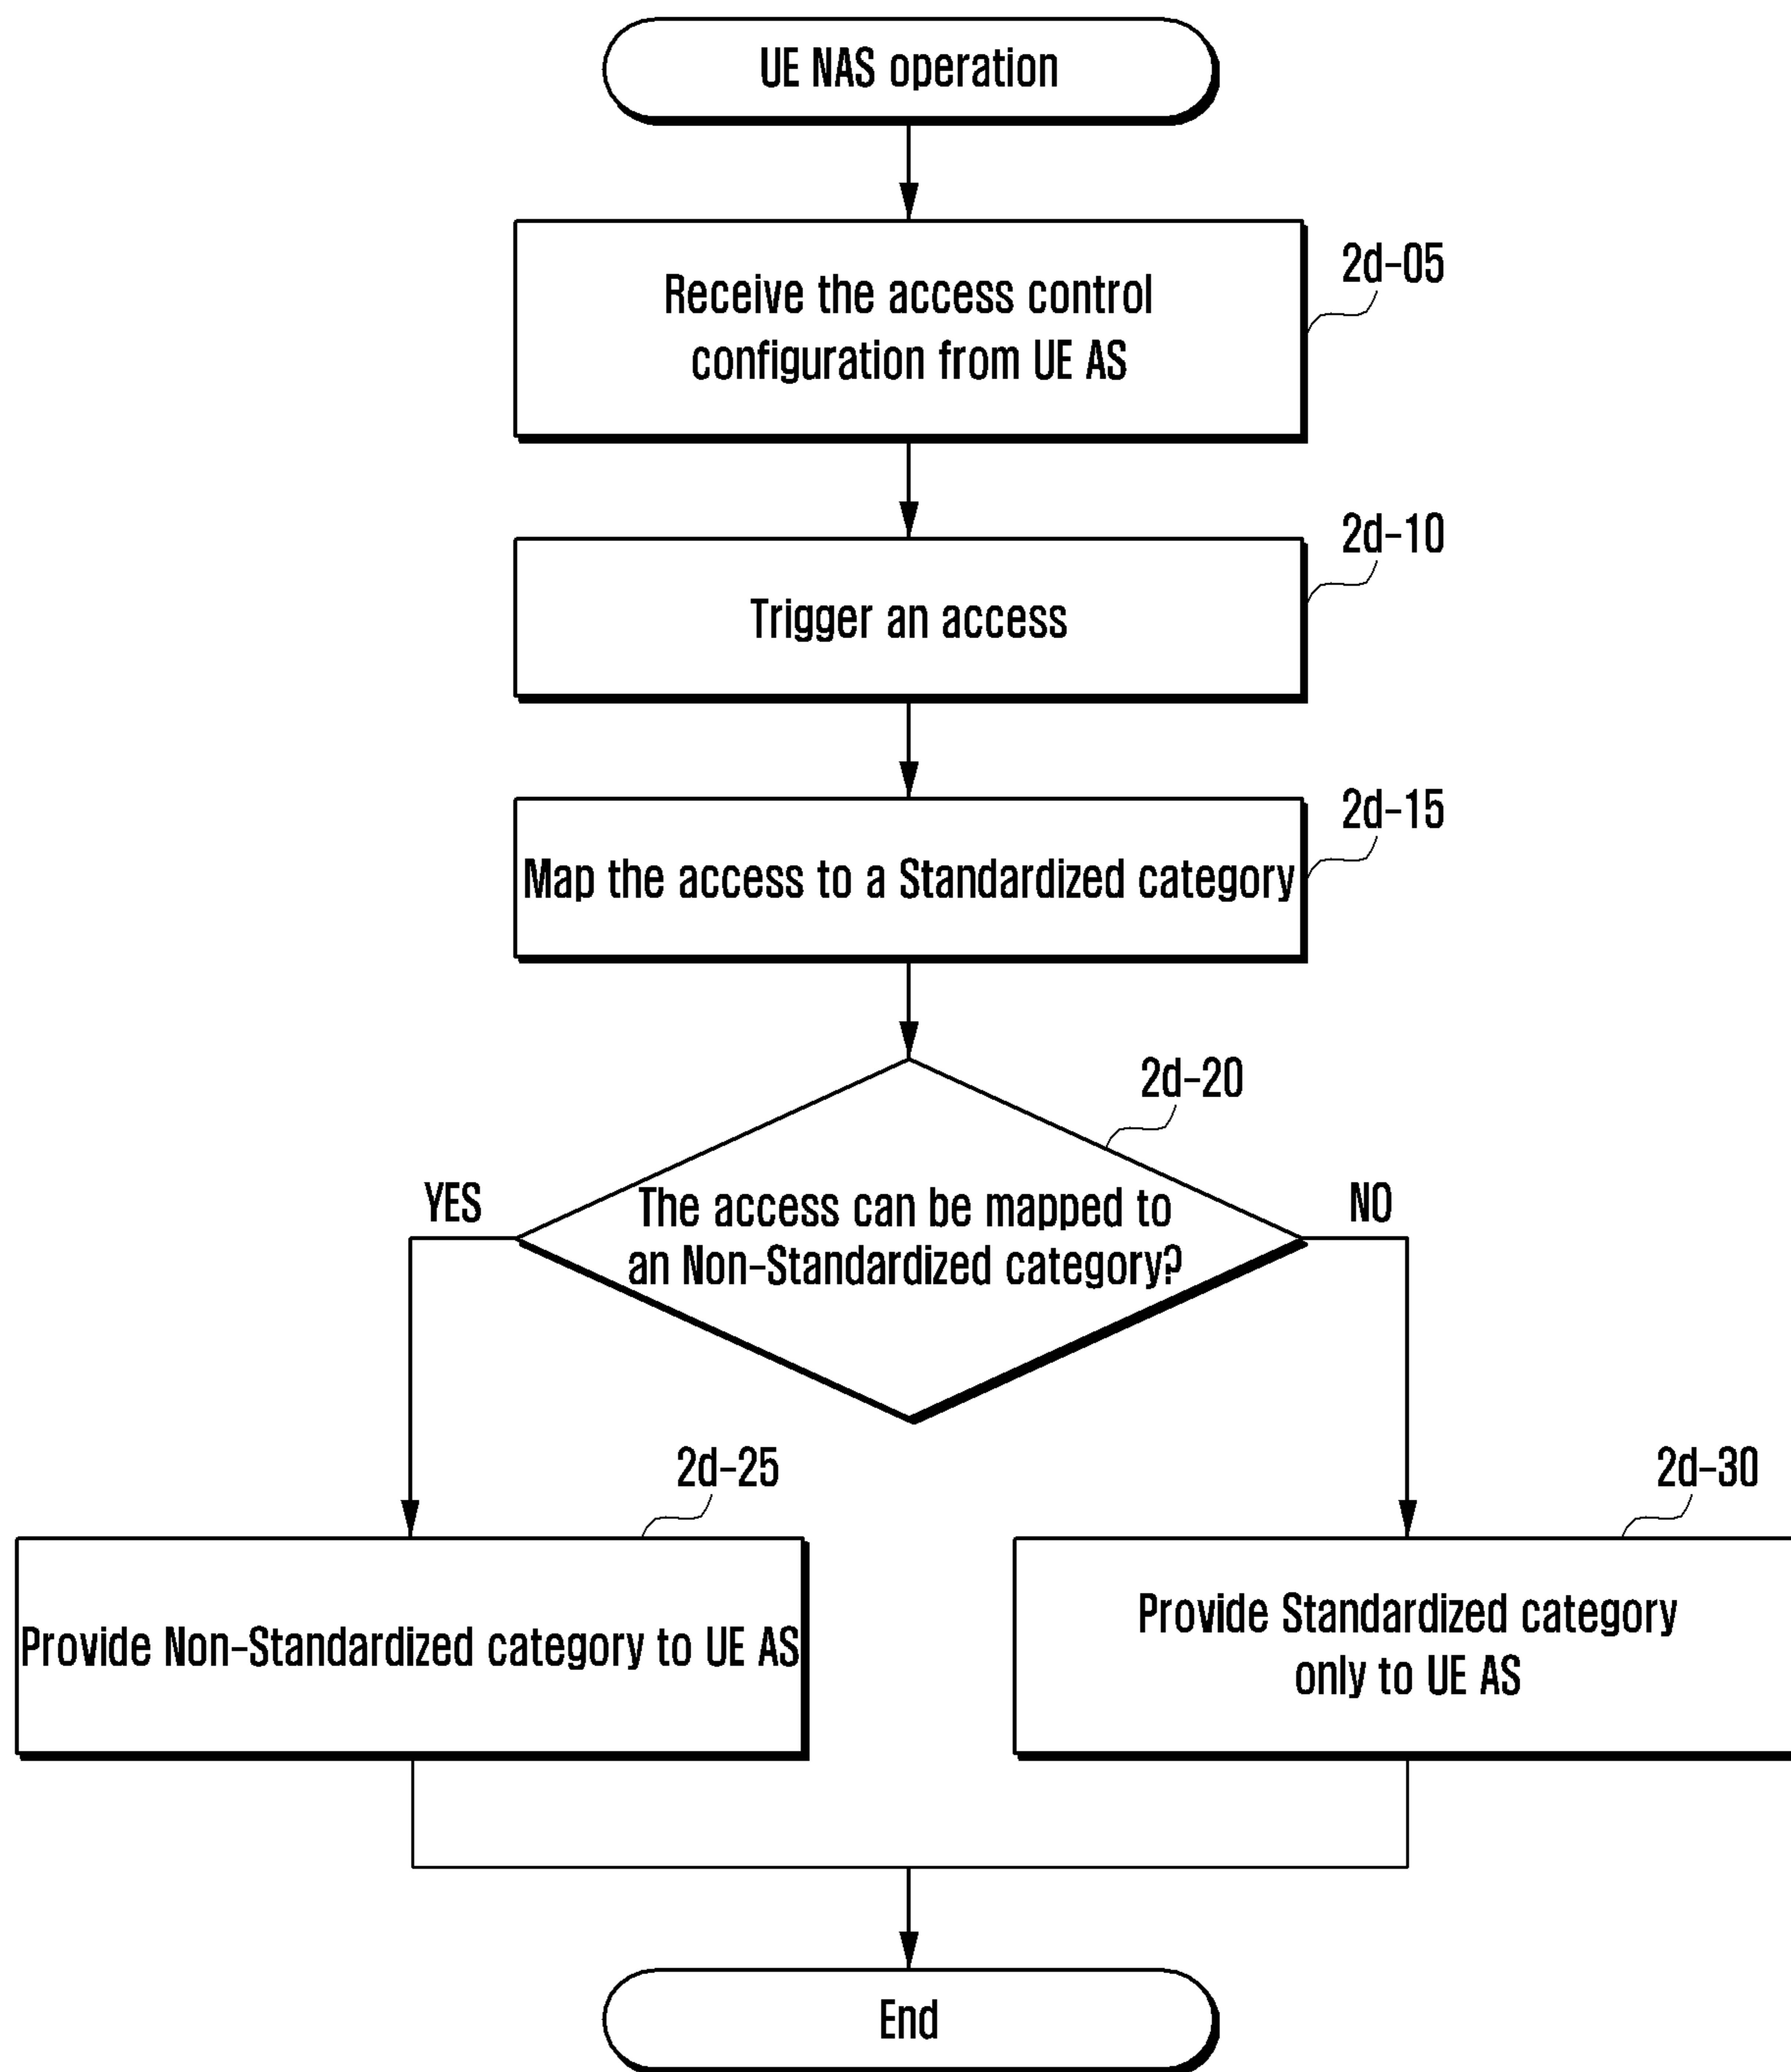 UE NAS operation
Receive the access control
configuration from UE AS
2d-05
Trigger an access
2d-10
Map the access to a Standardized category
2d-15
2d-20
The access can be mapped to
an Non-Standardized category?
YES
NO
2d-25
Provide Non-Standardized category to UE AS
2d-30
Provide Standardized category
only to UE AS
End